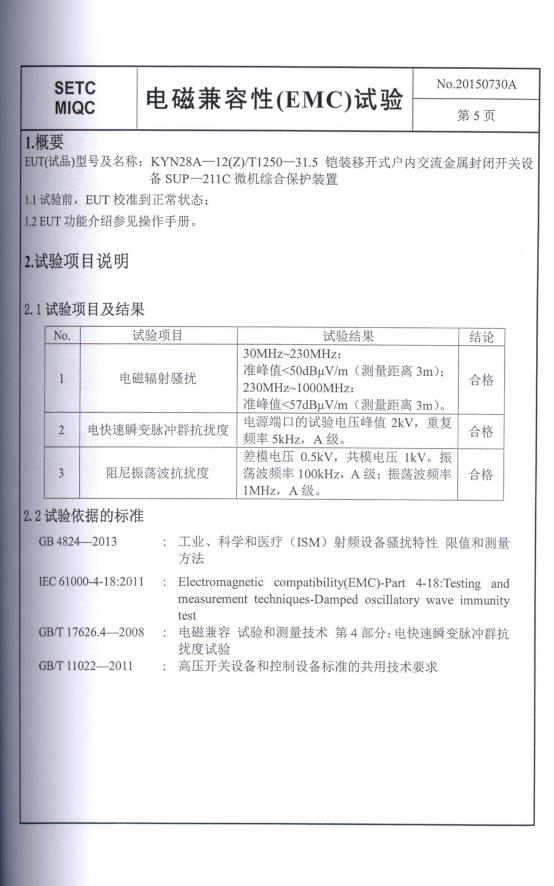 SETC
MIQC
电磁兼容性(EMC)试验
No.20150730A
第 5 页
1.概要
EUT(试品)型号及名称：KYN28A—12(Z)/T1250—31.5 铠装移开式户内交流金属封闭开关设
备 SUP—211C 微机综合保护装置
1.1 试验前，EUT 校准到正常状态；
1.2 EUT 功能介绍参见操作手册。
2.试验项目说明
2.1 试验项目及结果
No. 试验项目 试验结果 结论
1 电磁辐射骚扰
30MHz~230MHz：
准峰值<50dBμV/m（测量距离 3m）；
230MHz~1000MHz：
准峰值<57dBμV/m（测量距离 3m）。
合格
2 电快速瞬变脉冲群抗扰度
电源端口的试验电压峰值 2kV，重复
频率 5kHz，A 级。
合格
3 阻尼振荡波抗扰度
差模电压 0.5kV，共模电压 1kV。振
荡波频率 100kHz，A 级；振荡波频率
1MHz，A 级。
合格
2.2 试验依据的标准
GB 4824—2013 : 工业、科学和医疗（ISM）射频设备骚扰特性 限值和测量
方法
IEC 61000-4-18:2011 : Electromagnetic compatibility(EMC)-Part 4-18:Testing and
measurement techniques-Damped oscillatory wave immunity
test
GB/T 17626.4—2008 : 电磁兼容 试验和测量技术 第 4 部分：电快速瞬变脉冲群抗
扰度试验
GB/T 11022—2011 : 高压开关设备和控制设备标准的共用技术要求